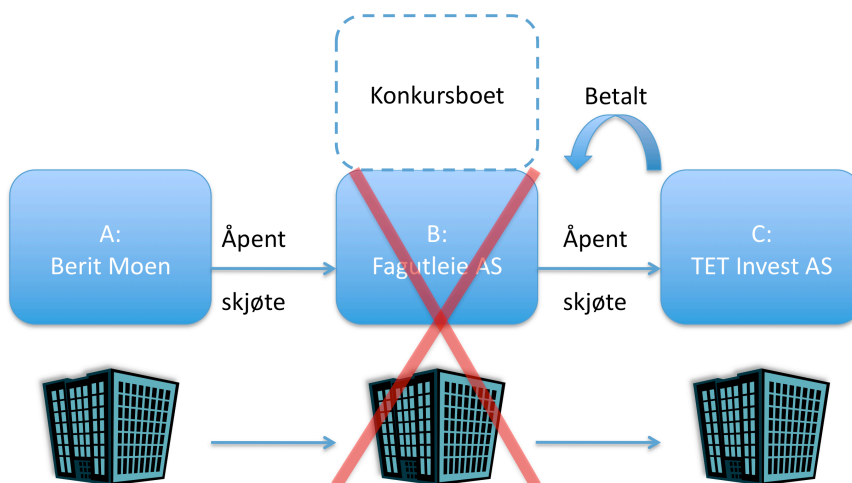 Konkursboet
Betalt
A:
Berit Moen
Åpent
skjøte
B:
Fagutleie AS
Åpent
skjøte
C:
TET Invest AS